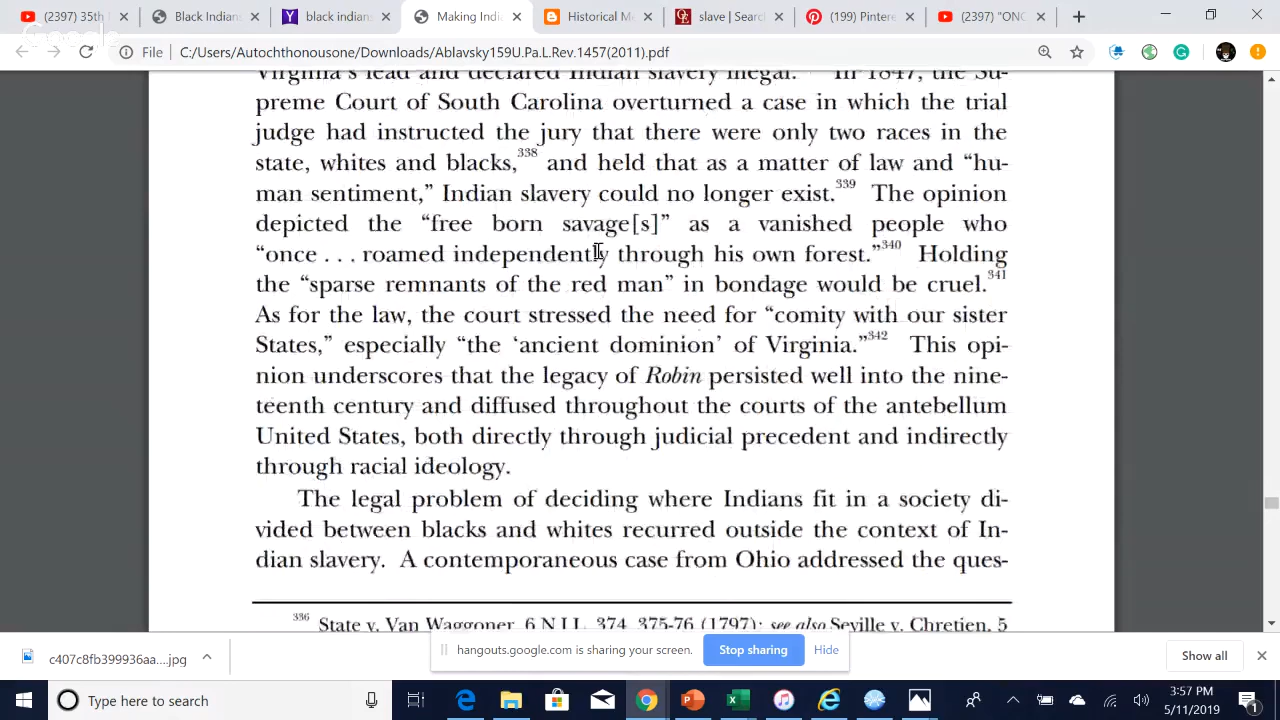 (2397) 35th
Black Indian
black indians
Making Indi
Historical M
slave | Searc
(199) Pintere
(2397) "ONC
File
C:/Users/Autochthonousone/Downloads/Ablavsky159U.Pa.L.Rev.1457(2011).pdf
Virginia's lead and declared Indian slavery illegal. In 1847, the Su-
preme Court of South Carolina overturned a case in which the trial
judge had instructed the jury that there were only two races in the
state, whites and blacks,338 and held that as a matter of law and “hu-
man sentiment,” Indian slavery could no longer exist.339 The opinion
depicted the “free born savage[s]” as a vanished people who
“once . . . roamed independently through his own forest.”340 Holding
the “sparse remnants of the red man” in bondage would be cruel.341
As for the law, the court stressed the need for “comity with our sister
States,” especially “the ‘ancient dominion’ of Virginia.”342 This opi-
nion underscores that the legacy of Robin persisted well into the nine-
teenth century and diffused throughout the courts of the antebellum
United States, both directly through judicial precedent and indirectly
through racial ideology.
The legal problem of deciding where Indians fit in a society di-
vided between blacks and whites recurred outside the context of In-
dian slavery. A contemporaneous case from Ohio addressed the ques-
336 State v. Van Waggoner, 6 N.J.L. 374, 375-76 (1797); see also Seville v. Chretien, 5
c407c8fb399936aa....jpg
hangouts.google.com is sharing your screen.
Stop sharing
Hide
Show all
Type here to search
3:57 PM
5/11/2019